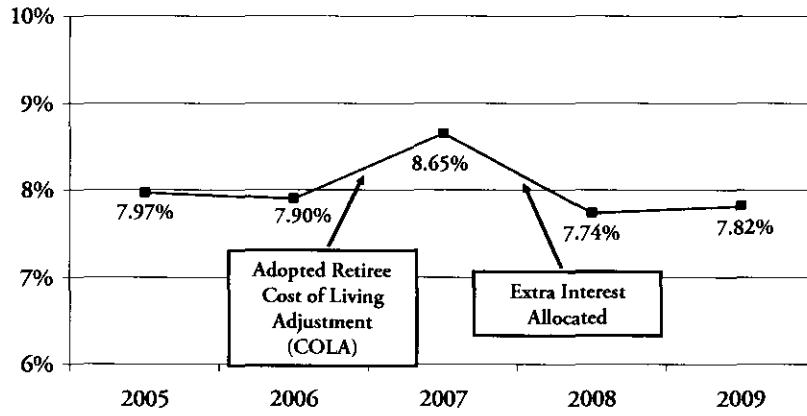 10%
9%
8%
7%
6%
7.97%
7.90%
8.65%
7.74%
7.82%
Adopted Retiree
Cost of Living
Adjustment
(COLA)
Extra Interest
Allocated
2005 2006 2007 2008 2009